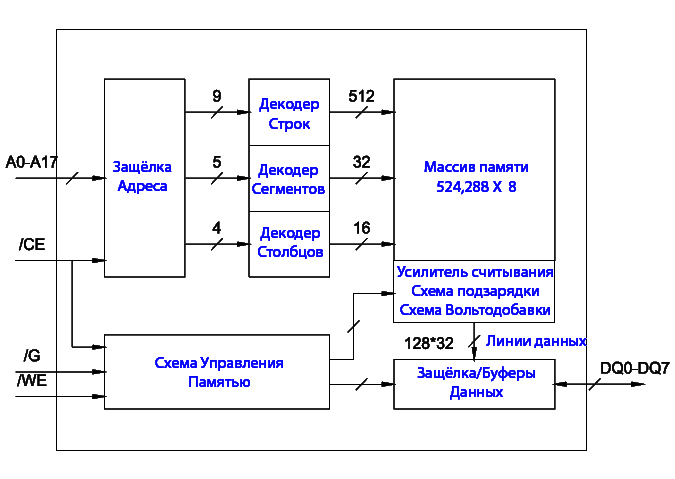 9
512
Декодер
Строк
A0-A17
Защёлка
Адреса
5
Декодер
Сегментов
32
Массив памяти
524,288 X 8
4
Декодер
Столбцов
16
/CE
Усилитель считывания
Схема подзарядки
Схема Вольтодобавки
128*32
Линии данных
/G
/WE
Схема Управления
Памятью
Защёлка/Буферы
Данных
DQ0-DQ7